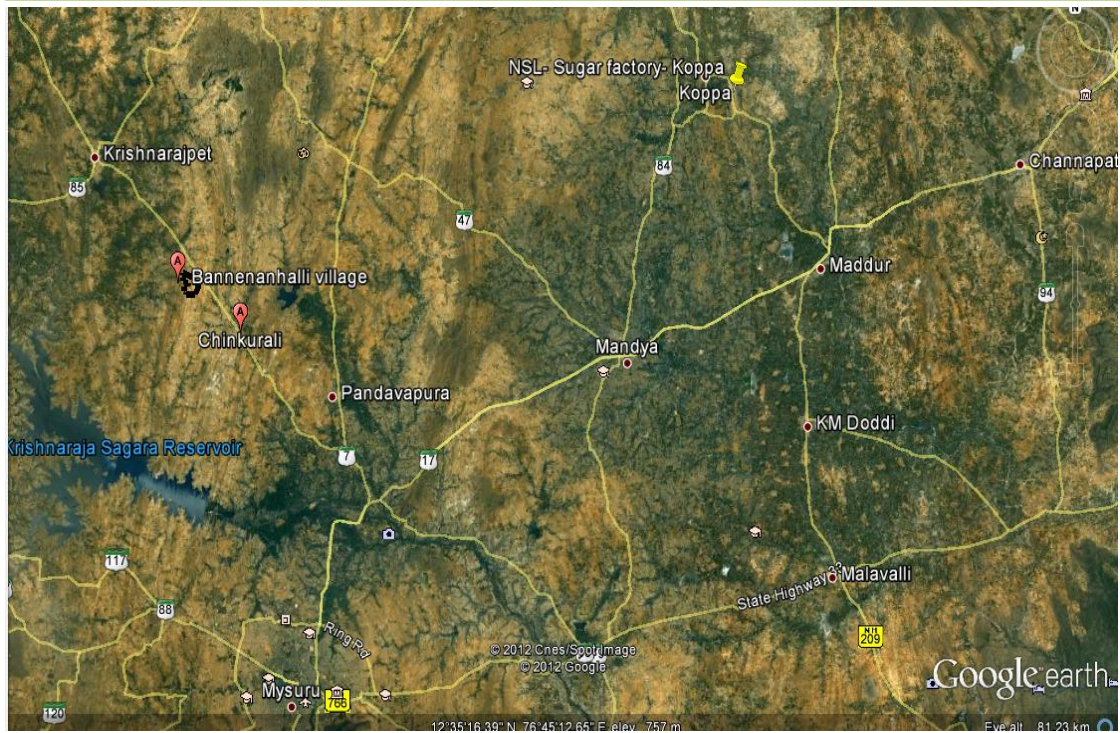 N
NSL- Sugar factory- Koppa
Koppa
Krishnarajpet
85
84
Channapat
47
Bannenanhalli village
A
A
Maddur
94
Chinkurali
Mandya
Pandavapura
KM Doddi
Krishnaraja Sagara Reservoir
7
17
117
State Highway 33
Malavalli
88
Ring Rd
NH
209
© 2012 Cnes/SpotImage
© 2012 Google
Google earth
Mysuru
766
120
12°35'16.39" N 76°45'12.65" E elev 757 m
Eye alt 81.23 km